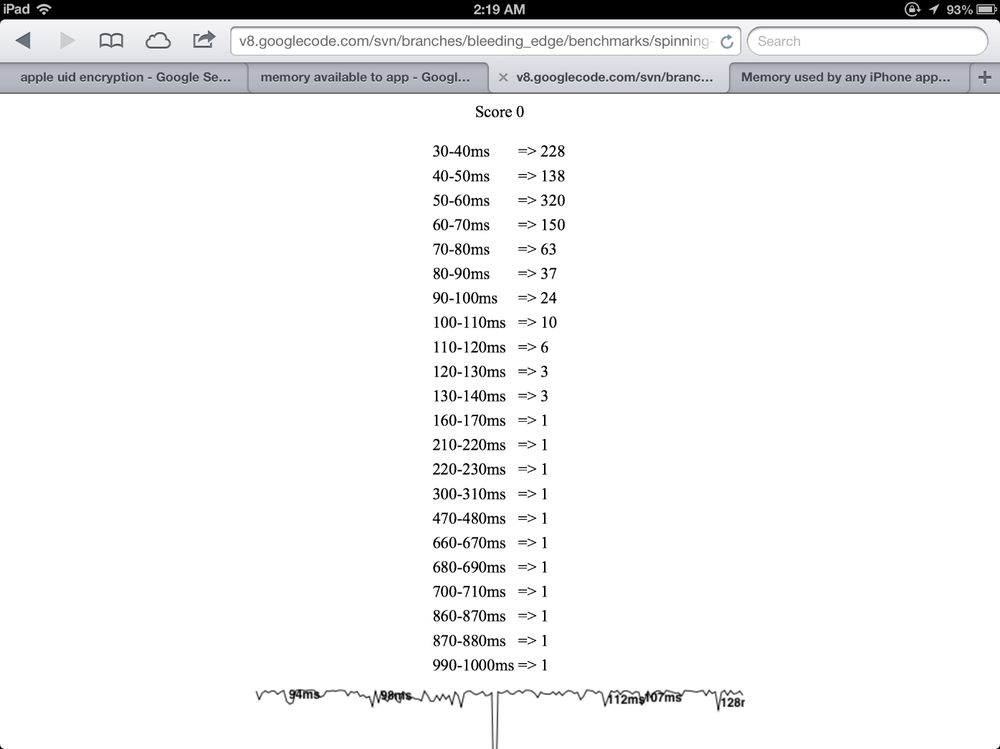 iPad 2:19 AM 93%
v8.googlecode.com/svn/branches/bleeding_edge/benchmarks/spinning- Search
apple uid encryption - Google Se... memory available to app - Googl... v8.googlecode.com/svn/branc... Memory used by any iPhone app...
Score 0
30-40ms => 228
40-50ms => 138
50-60ms => 320
60-70ms => 150
70-80ms => 63
80-90ms => 37
90-100ms => 24
100-110ms => 10
110-120ms => 6
120-130ms => 3
130-140ms => 3
160-170ms => 1
210-220ms => 1
220-230ms => 1
300-310ms => 1
470-480ms => 1
660-670ms => 1
680-690ms => 1
700-710ms => 1
860-870ms => 1
870-880ms => 1
990-1000ms => 1
94ms 98ms 112ms 107ms 128r